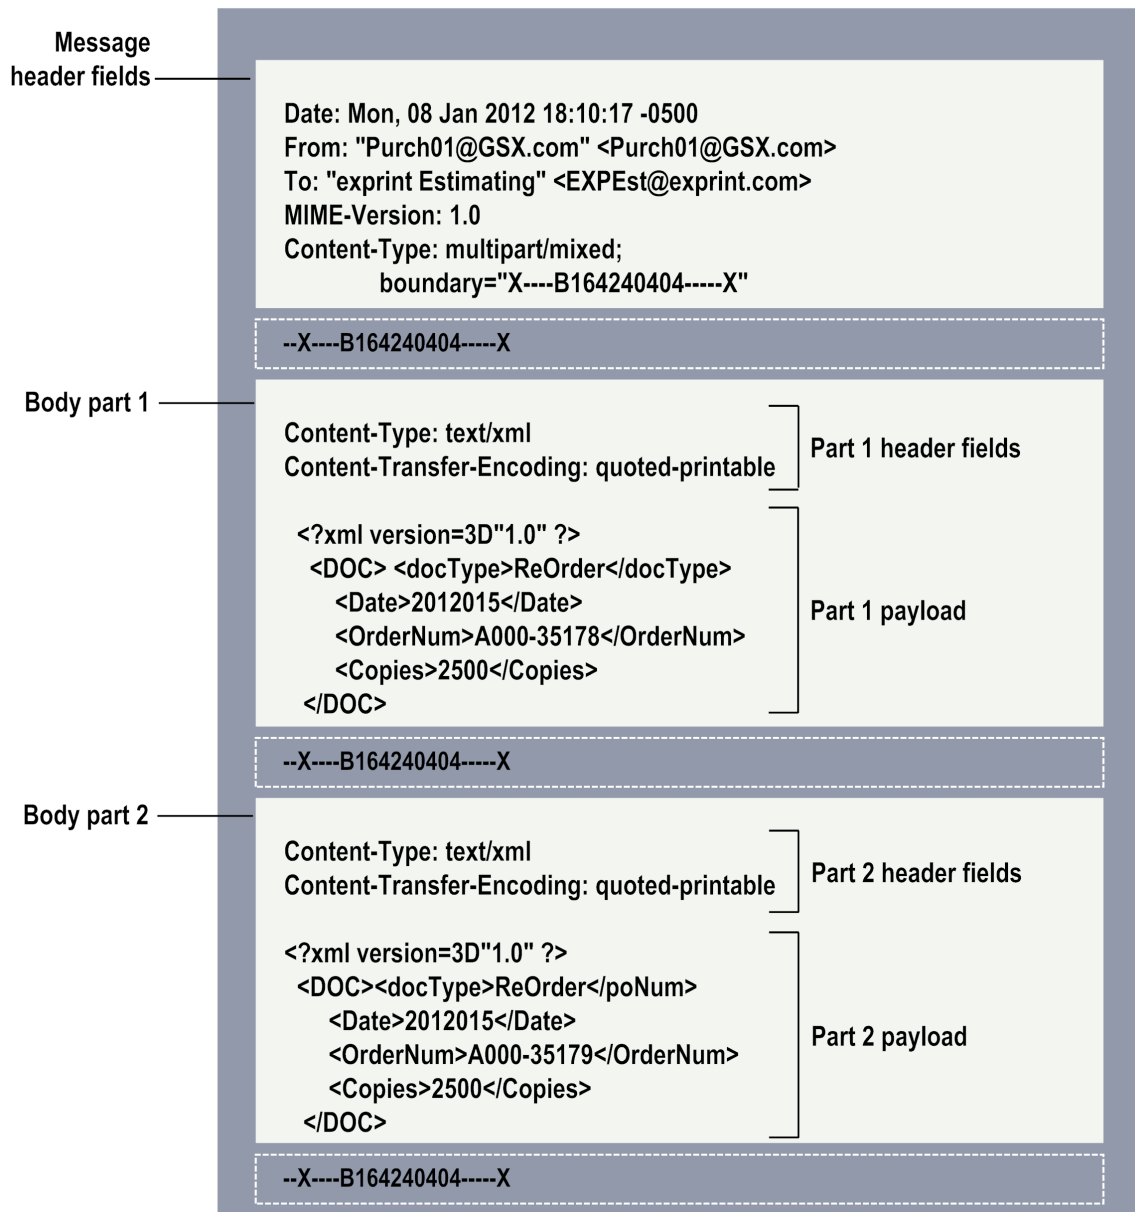 Message
header fields
Date: Mon, 08 Jan 2012 18:10:17 -0500
From: "Purch01@GSX.com" <Purch01@GSX.com>
To: "exprint Estimating" <EXPEst@exprint.com>
MIME-Version: 1.0
Content-Type: multipart/mixed;
boundary="X----B164240404-----X"
--X----B164240404-----X
Body part 1
Content-Type: text/xml
Content-Transfer-Encoding: quoted-printable
Part 1 header fields
<?xml version=3D"1.0" ?>
<DOC> <docType>ReOrder</docType>
<Date>2012015</Date>
<OrderNum>A000-35178</OrderNum>
<Copies>2500</Copies>
</DOC>
Part 1 payload
--X----B164240404-----X
Body part 2
Content-Type: text/xml
Content-Transfer-Encoding: quoted-printable
Part 2 header fields
<?xml version=3D"1.0" ?>
<DOC><docType>ReOrder</poNum>
<Date>2012015</Date>
<OrderNum>A000-35179</OrderNum>
<Copies>2500</Copies>
</DOC>
Part 2 payload
--X----B164240404-----X